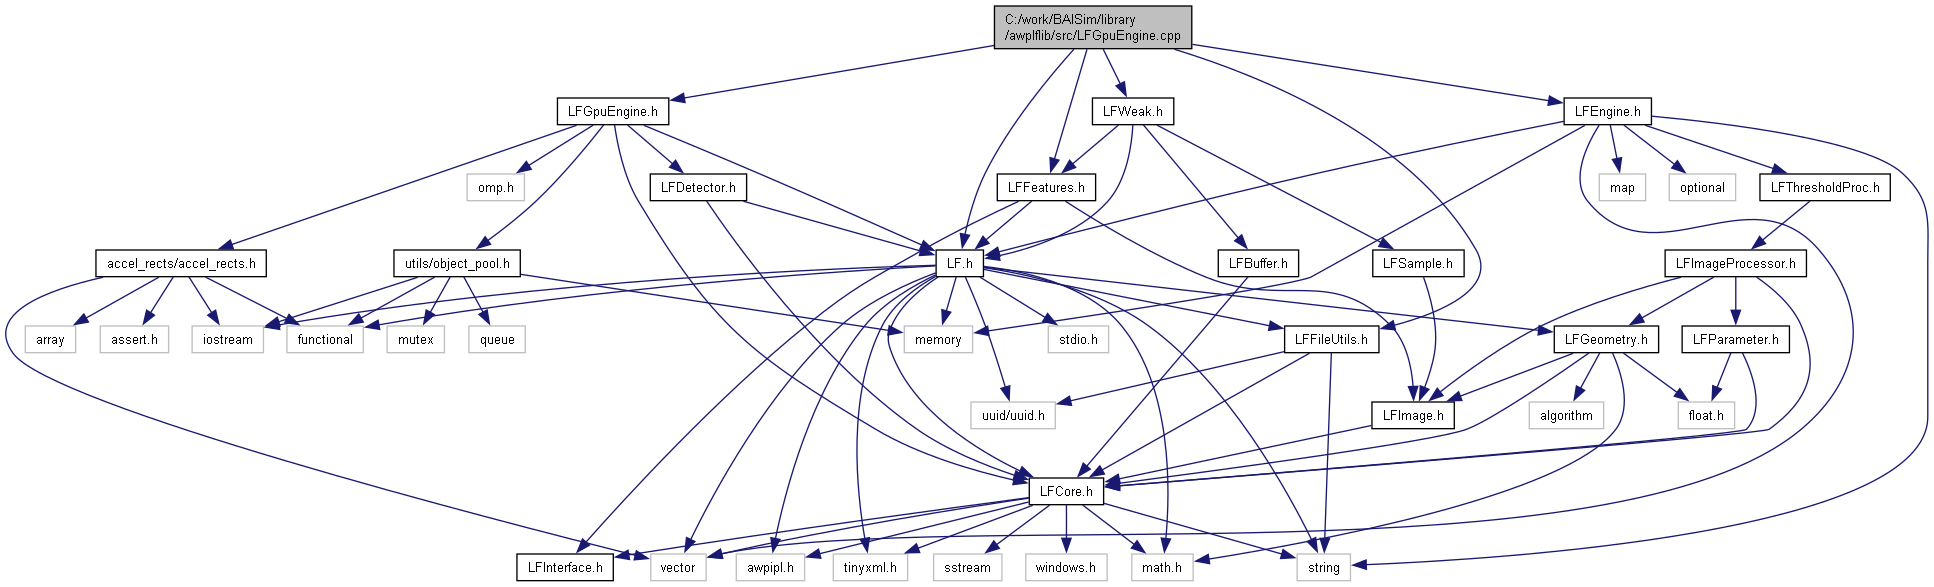 C:/work/BAISim/library
/awplflib/src/LFGpuEngine.cpp
LFGpuEngine.h
LFWeak.h
LFEngine.h
omp.h
LFDetector.h
LFFeatures.h
map
optional
LFThresholdProc.h
accel_rects/accel_rects.h
utils/object_pool.h
LF.h
LFBuffer.h
LFSample.h
LFImageProcessor.h
array
assert.h
iostream
functional
mutex
queue
memory
stdio.h
LFFileUtils.h
LFGeometry.h
LFParameter.h
uuid/uuid.h
LFImage.h
algorithm
float.h
LFCore.h
LFInterface.h
vector
awpipl.h
tinyxml.h
sstream
windows.h
math.h
string